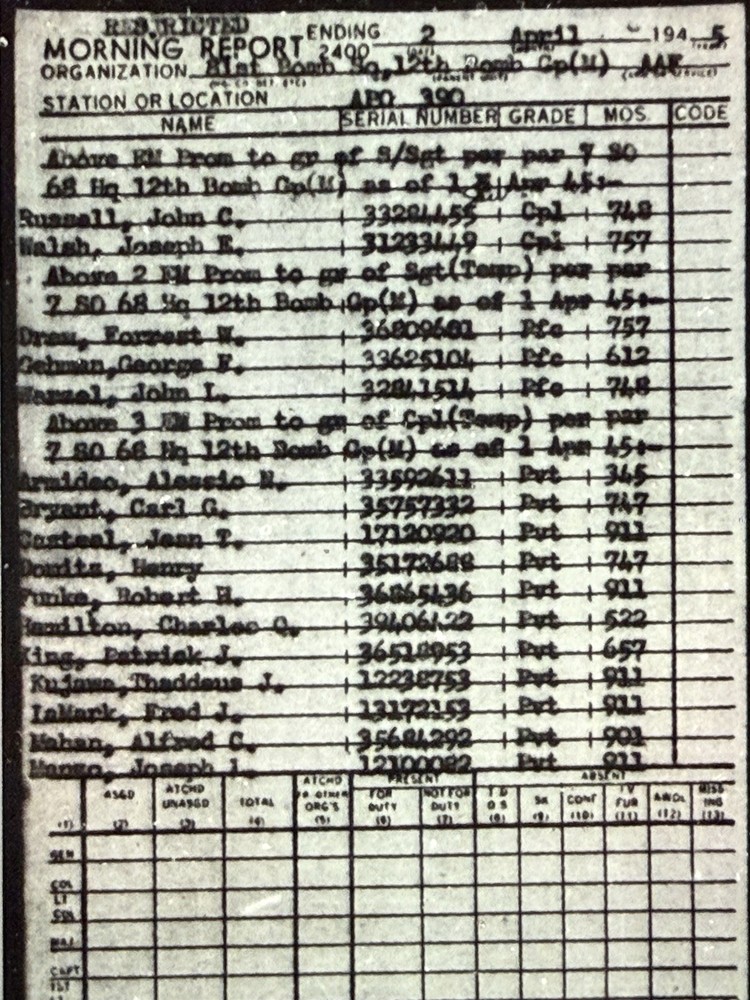 RESTRICTED
MORNING REPORT ENDING 2400 2 April 1945
ORGANIZATION 81st Bomb Sq, 12th Bomb Gp(M) AAF
STATION OR LOCATION APO 390
NAME SERIAL NUMBER GRADE MOS. CODE
Above EM Prom to gr of S/Sgt per par 7 SO
68 Hq 12th Bomb Gp(M) as of 1 Apr 45:-
Russell, John C. 33284455 Cpl 748
Walsh, Joseph E. 31233449 Cpl 757
Above 2 EM Prom to gr of Sgt(Temp) per par
7 SO 68 Hq 12th Bomb Gp(M) as of 1 Apr 45:-
Drew, Forrest W. 36809681 Pfc 757
Gehman,George F. 33625104 Pfc 612
John L. 32841514 Pfc 748
Above 3 EM Prom to gr of Cpl(Temp) per par
7 SO 68 Hq 12th Bomb Gp(M) as of 1 Apr 45:-
Armideo, Alessio N. 33592611 Pvt 345
Bryant, Carl G. 35757332 Pvt 747
Casteal, Jean T. 17120920 Pvt 911
Domits, Henry 35172688 Pvt 747
Funke, Robert H. 36865436 Pvt 911
Hamilton, Charles Q. 39406422 Pvt 522
King, Patrick J. 36518953 Pvt 657
Kujawa,Thaddeus J. 12238753 Pvt 911
LaMark, Fred J. 13172153 Pvt 911
Mahan, Alfred C. 35684292 Pvt 901
Manzo, Joseph L. 12100082 Pvt 911
ASGD ATCHD UNASGD TOTAL ATCHD FR OTHER ORG'S PRESENT ABSENT
FOR DUTY NOT FOR DUTY T D D S SK CONF FUR AWOL MISSING
(1) (2) (3) (4) (5) (6) (7) (8) (9) (10) (11) (12) (13)
GEN
COL
LT COL
MAJ
CAPT
1ST